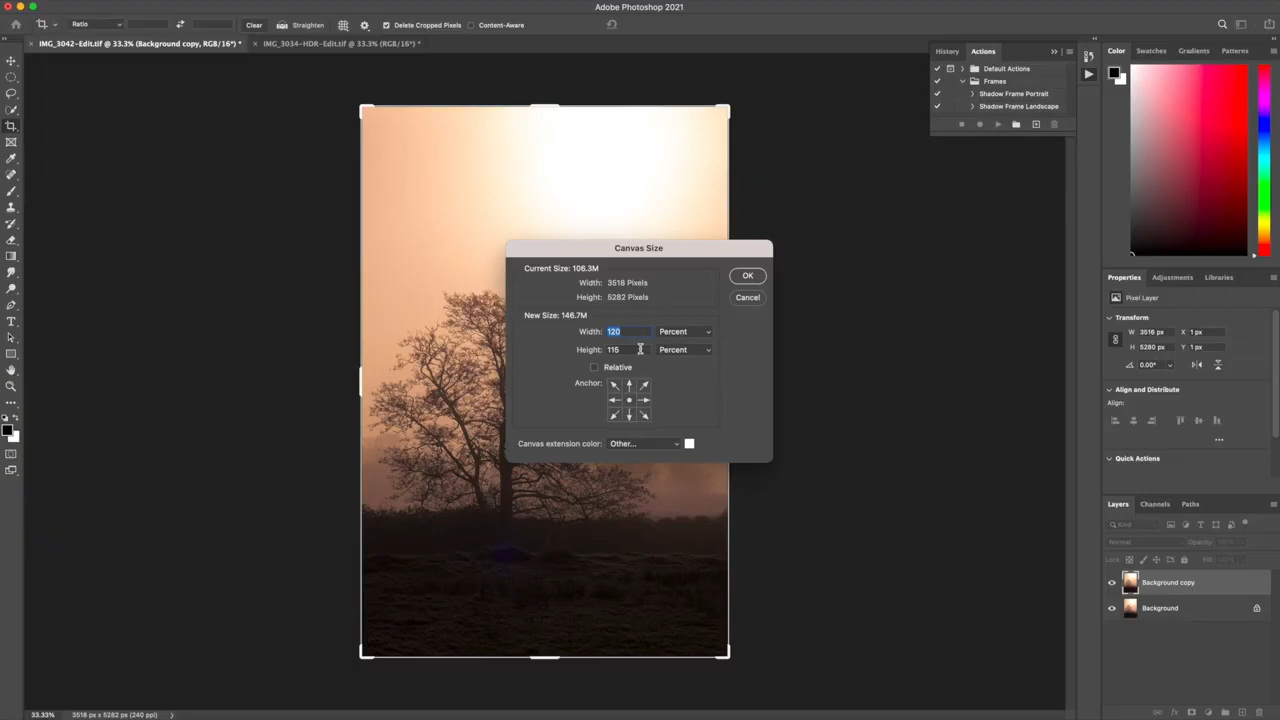 Adobe Photoshop 2021
Ratio
Clear
Straighten
Delete Cropped Pixels
Content-Aware
IMG_3042-Edit.tif @ 33.3% (Background copy, RGB/16*) *
IMG_3034-HDR-Edit.tif @ 33.3% (RGB/16*) *
History
Actions
Default Actions
Frames
Shadow Frame Portrait
Shadow Frame Landscape
Color
Swatches
Gradients
Patterns
Canvas Size
Current Size: 106.3M
Width: 3518 Pixels
Height: 5282 Pixels
New Size: 146.7M
Width: 120 Percent
Height: 115 Percent
Relative
Anchor:
Canvas extension color: Other...
OK
Cancel
Properties
Adjustments
Libraries
Pixel Layer
Transform
W 3516 px X 1 px
H 5280 px Y 1 px
0.00°
Align and Distribute
Align:
Quick Actions
Layers
Channels
Paths
Kind
Normal
Opacity: 100%
Lock:
Fill:
Background copy
Background
33.33%
3518 px x 5282 px (240 ppi)